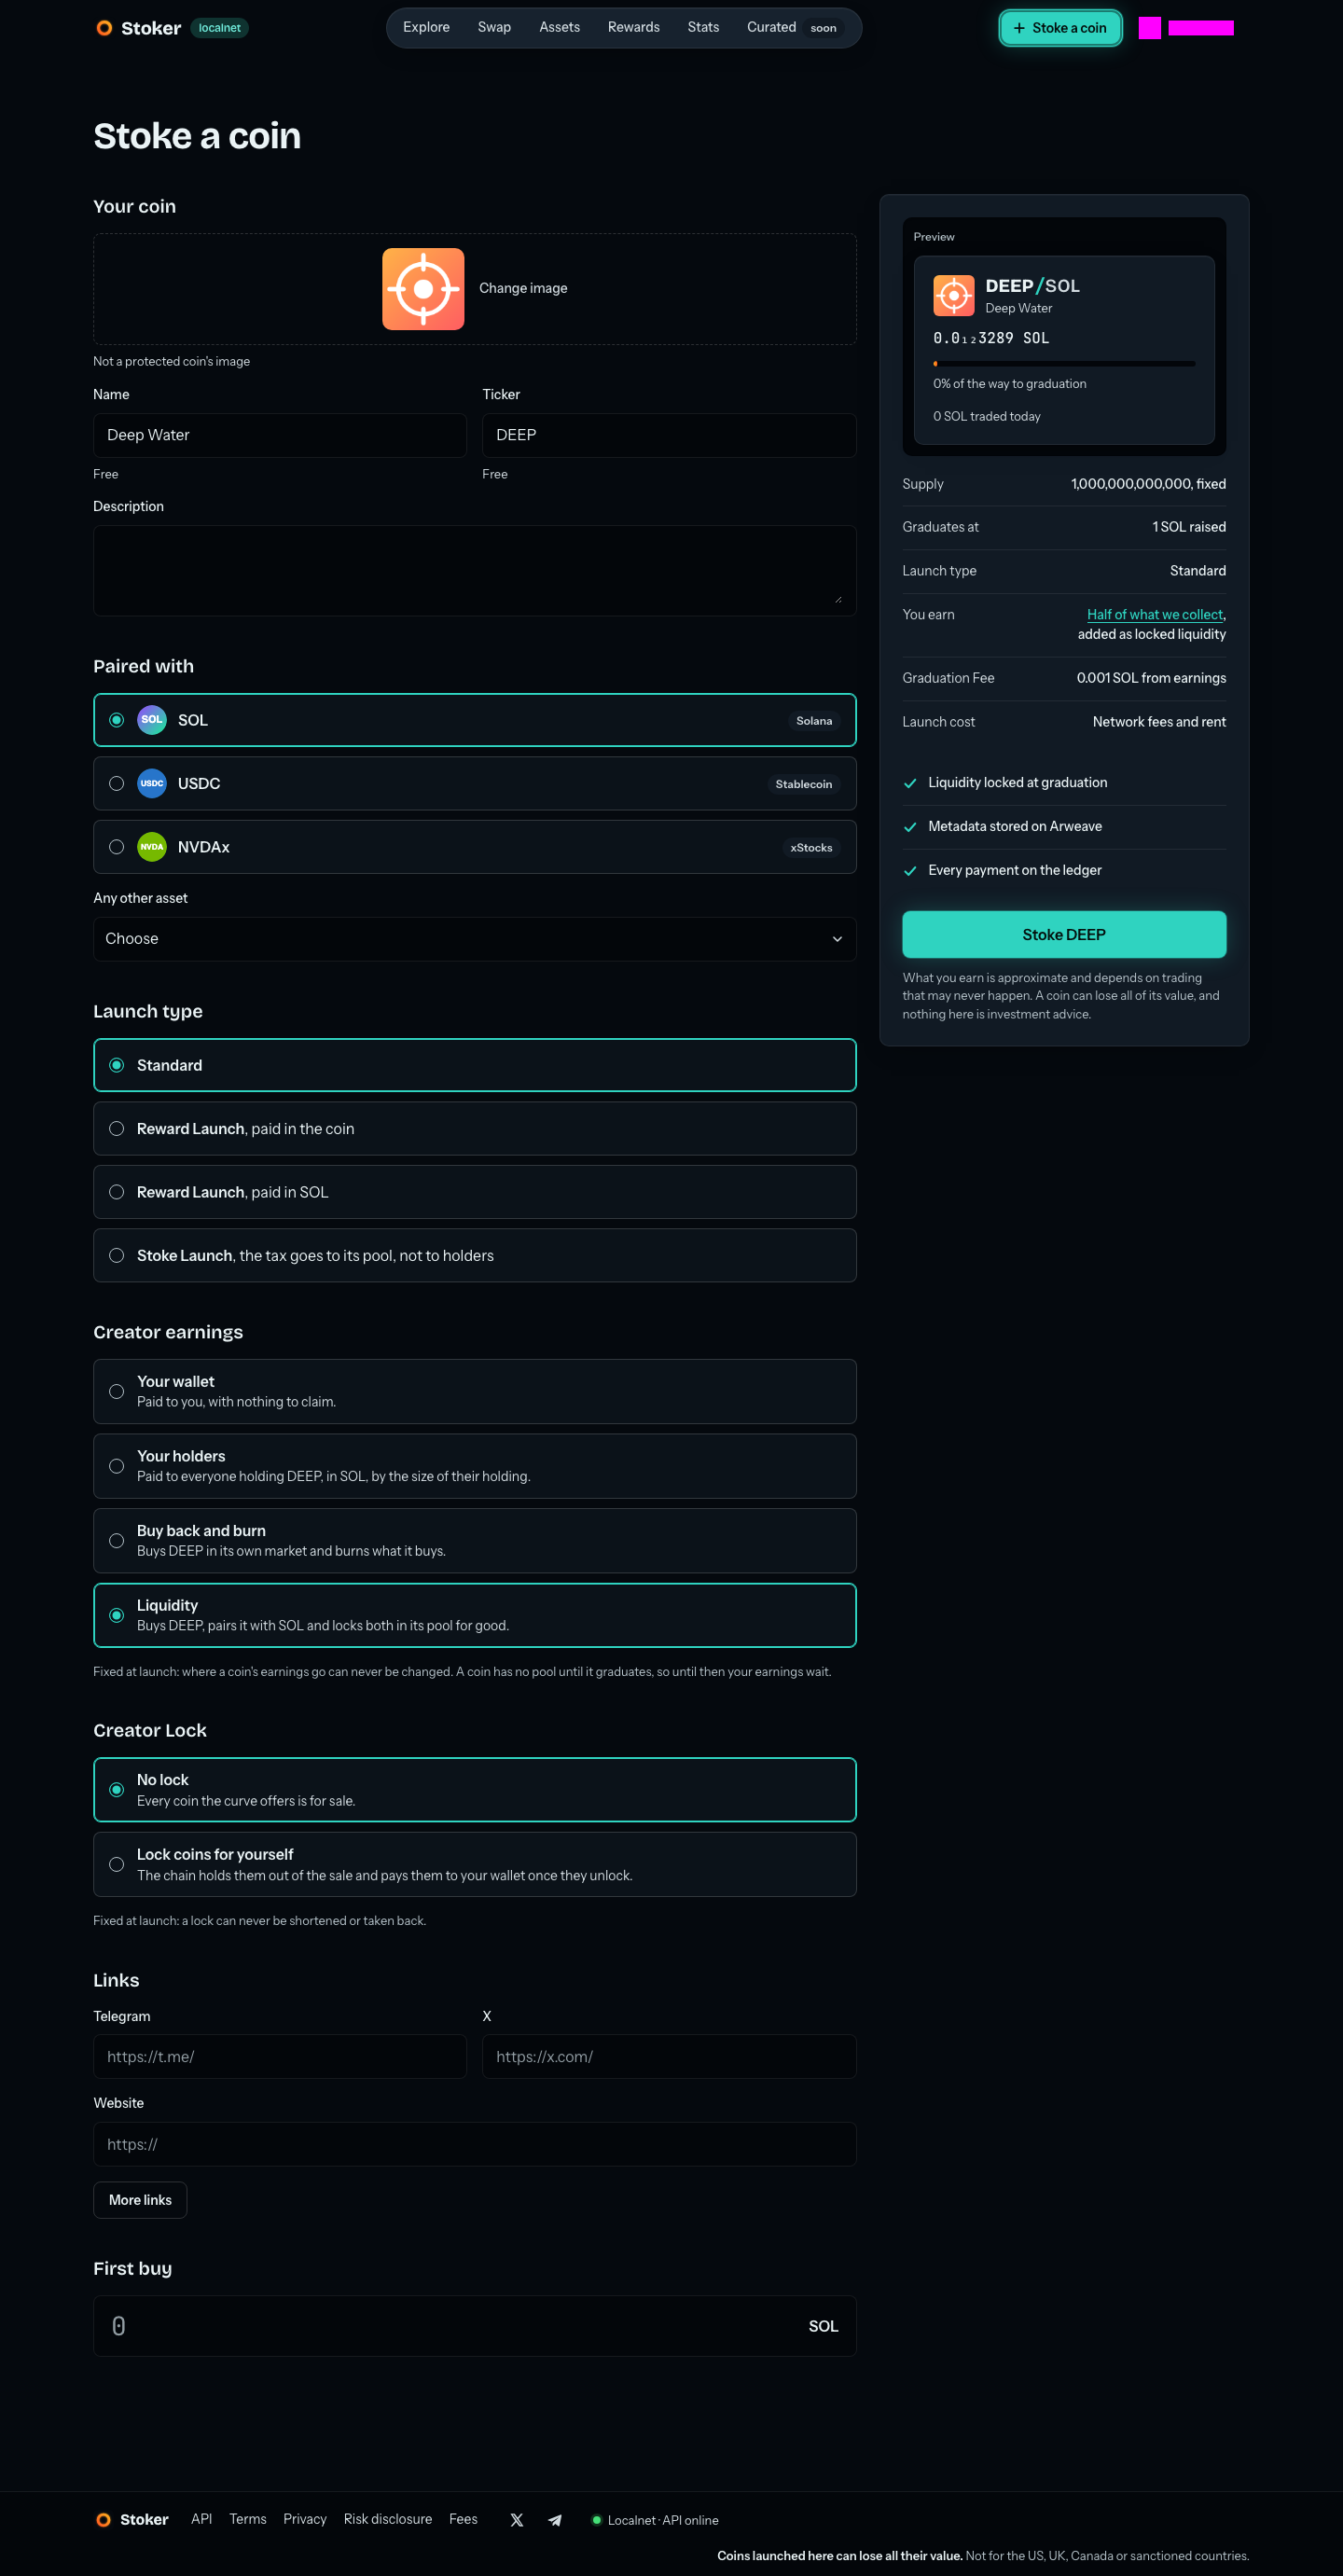 Stoker localnet Explore Swap Assets Rewards Stats Curated soon + Stoke a coin
Stoke a coin
Your coin
Change image
Not a protected coin's image
Name Ticker
Deep Water DEEP
Free Free
Description
Paired with
SOL SOL Solana
USDC USDC Stablecoin
NVDA NVDAx xStocks
Any other asset
Choose
Launch type
Standard
Reward Launch, paid in the coin
Reward Launch, paid in SOL
Stoke Launch, the tax goes to its pool, not to holders
Creator earnings
Your wallet
Paid to you, with nothing to claim.
Your holders
Paid to everyone holding DEEP, in SOL, by the size of their holding.
Buy back and burn
Buys DEEP in its own market and burns what it buys.
Liquidity
Buys DEEP, pairs it with SOL and locks both in its pool for good.
Fixed at launch: where a coin's earnings go can never be changed. A coin has no pool until it graduates, so until then your earnings wait.
Creator Lock
No lock
Every coin the curve offers is for sale.
Lock coins for yourself
The chain holds them out of the sale and pays them to your wallet once they unlock.
Fixed at launch: a lock can never be shortened or taken back.
Links
Telegram X
https://t.me/ https://x.com/
Website
https://
More links
First buy
0 SOL
Preview
DEEP/SOL
Deep Water
0.0₁₂3289 SOL
0% of the way to graduation
0 SOL traded today
Supply 1,000,000,000,000, fixed
Graduates at 1 SOL raised
Launch type Standard
You earn Half of what we collect,
added as locked liquidity
Graduation Fee 0.001 SOL from earnings
Launch cost Network fees and rent
Liquidity locked at graduation
Metadata stored on Arweave
Every payment on the ledger
Stoke DEEP
What you earn is approximate and depends on trading
that may never happen. A coin can lose all of its value, and
nothing here is investment advice.
Stoker API Terms Privacy Risk disclosure Fees Localnet · API online
Coins launched here can lose all their value. Not for the US, UK, Canada or sanctioned countries.